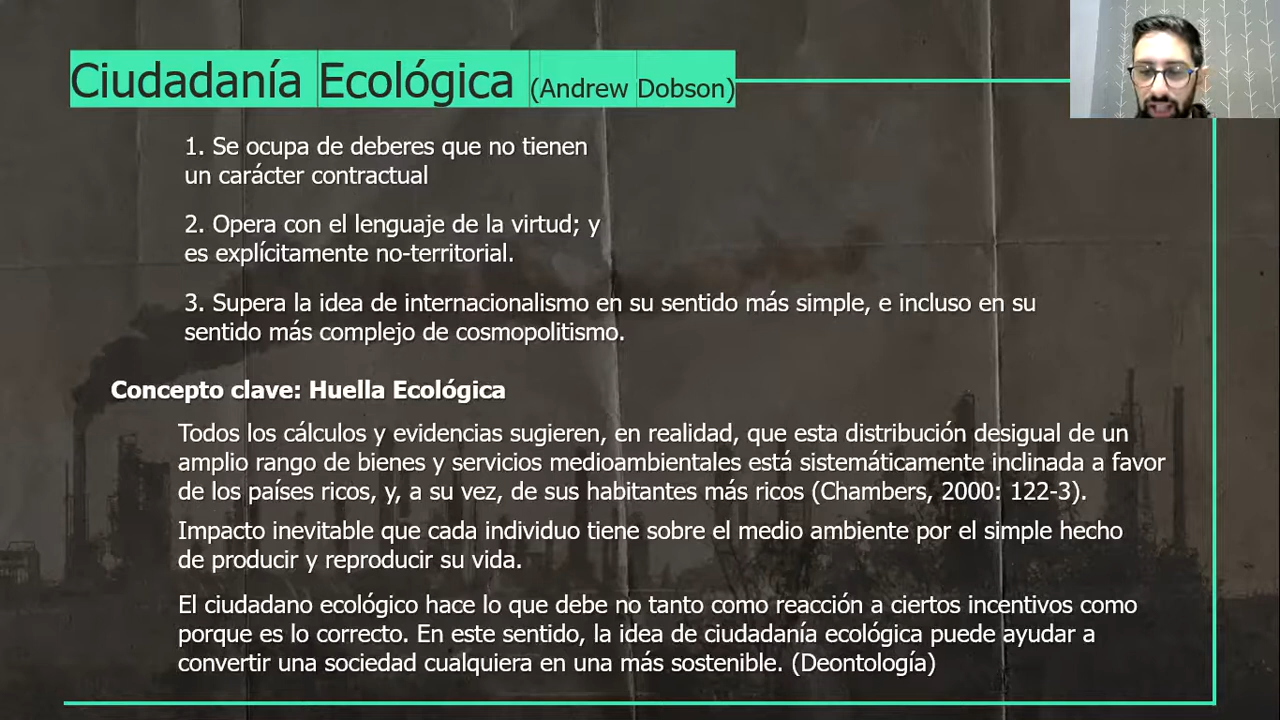 Ciudadanía Ecológica (Andrew Dobson)
1. Se ocupa de deberes que no tienen
un carácter contractual
2. Opera con el lenguaje de la virtud; y
es explícitamente no-territorial.
3. Supera la idea de internacionalismo en su sentido más simple, e incluso en su
sentido más complejo de cosmopolitismo.
Concepto clave: Huella Ecológica
Todos los cálculos y evidencias sugieren, en realidad, que esta distribución desigual de un
amplio rango de bienes y servicios medioambientales está sistemáticamente inclinada a favor
de los países ricos, y, a su vez, de sus habitantes más ricos (Chambers, 2000: 122-3).
Impacto inevitable que cada individuo tiene sobre el medio ambiente por el simple hecho
de producir y reproducir su vida.
El ciudadano ecológico hace lo que debe no tanto como reacción a ciertos incentivos como
porque es lo correcto. En este sentido, la idea de ciudadanía ecológica puede ayudar a
convertir una sociedad cualquiera en una más sostenible. (Deontología)